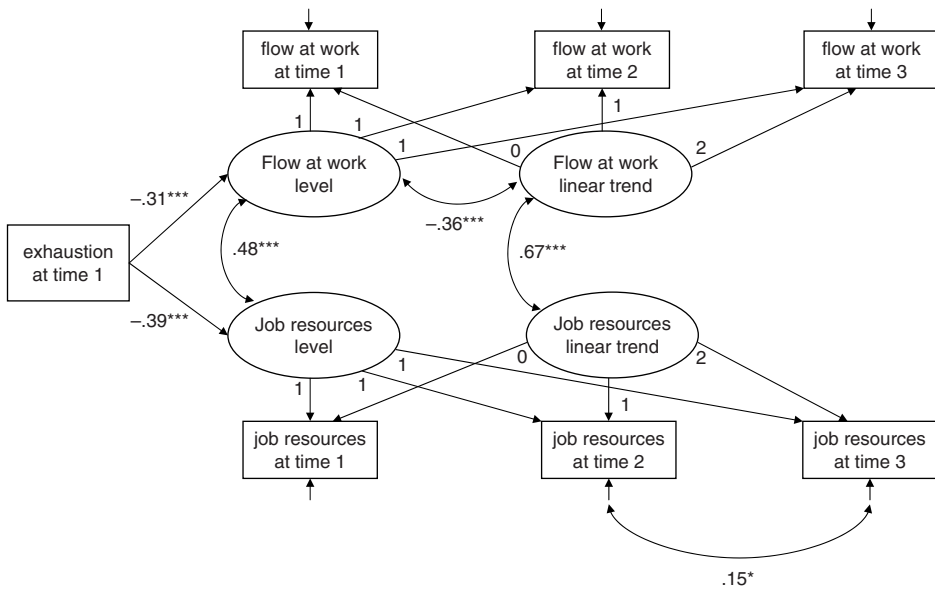 flow at work
at time 1
flow at work
at time 2
flow at work
at time 3
1
1
1
0
1
2
Flow at work
level
Flow at work
linear trend
–.31***
–.36***
exhaustion
at time 1
.48***
.67***
–.39***
Job resources
level
Job resources
linear trend
1
1
1
0
1
2
job resources
at time 1
job resources
at time 2
job resources
at time 3
.15*